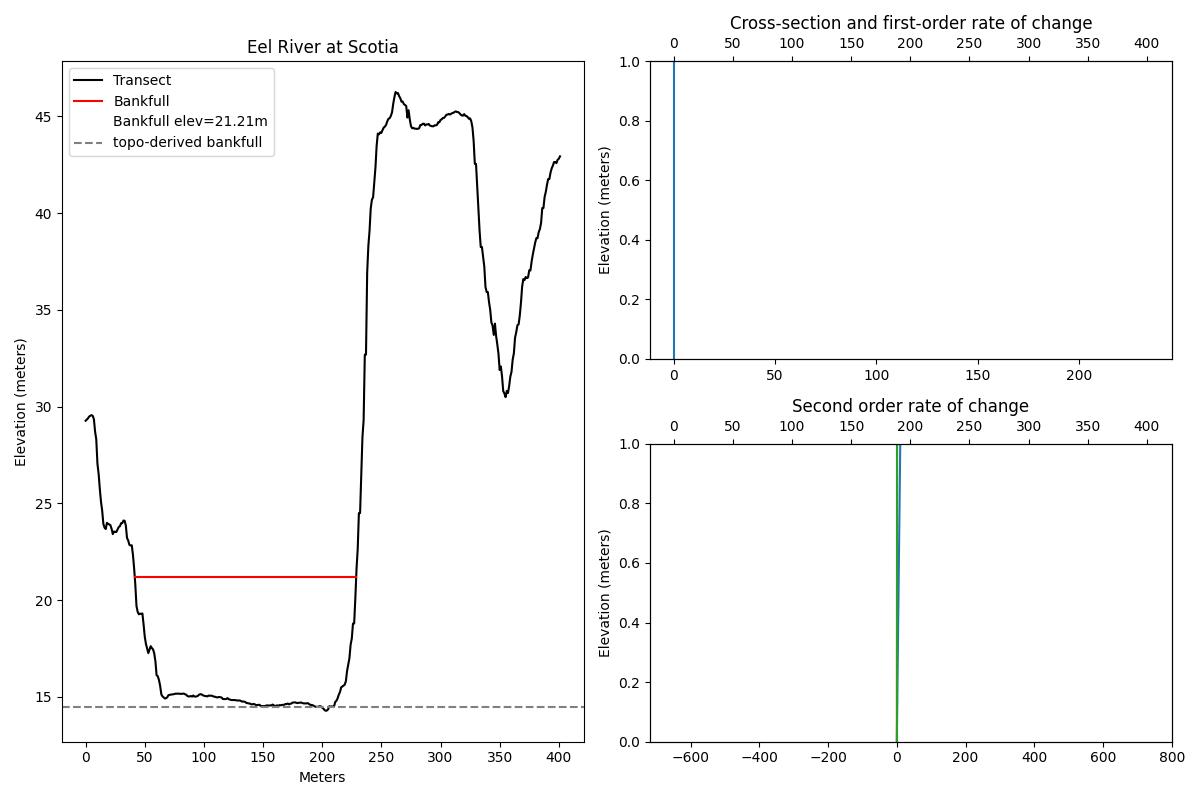 Eel River at Scotia
Transect
Bankfull
Bankfull elev=21.21m
topo-derived bankfull
Elevation (meters)
45
40
35
30
25
20
15
0 50 100 150 200 250 300 350 400
Meters
Cross-section and first-order rate of change
0 50 100 150 200 250 300 350 400
Elevation (meters)
1.0
0.8
0.6
0.4
0.2
0.0
0 50 100 150 200
Second order rate of change
0 50 100 150 200 250 300 350 400
Elevation (meters)
1.0
0.8
0.6
0.4
0.2
0.0
−600 −400 −200 0 200 400 600 800